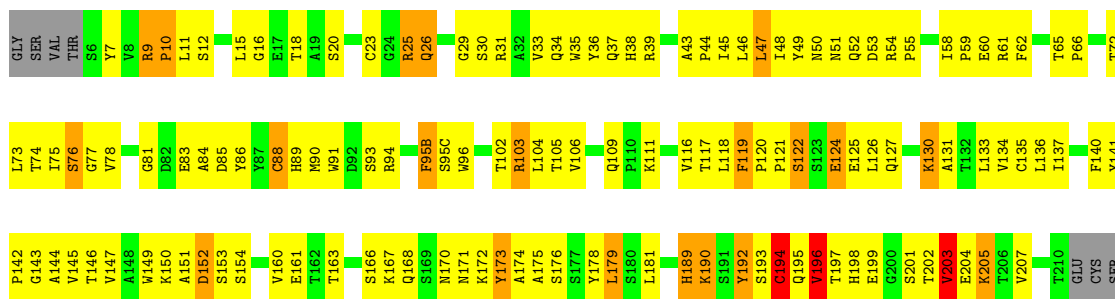 GLY SER VAL THR S6 Y7 V8 R9 P10 L11 S12 L15 G16 E17 T18 A19 S20 C23 G24 R25 Q26 G29 S30 R31 A32 V33 Q34 W35 Y36 Q37 H38 R39 A43 P44 I45 L46 L47 I48 Y49 N50 N51 Q52 D53 R54 P55 I58 P59 E60 R61 F62 T65 P66
L73 T74 I75 S76 G77 V78 G81 D82 E83 A84 D85 Y86 Y87 C88 H89 M90 W91 D92 S93 R94 F95B S95C W96 T102 R103 L104 T105 V106 Q109 P110 K111 V116 T117 L118 F119 P120 P121 S122 S123 E124 E125 L126 Q127 K130 A131 T132 L133 V134 C135 L136 I137 F140
P142 G143 A144 V145 T146 V147 A148 W149 K150 A151 D152 S153 S154 V160 E161 T162 T163 S166 K167 Q168 S169 N170 N171 K172 Y173 A174 A175 S176 S177 Y178 L179 S180 L181 H189 K190 S191 Y192 S193 C194 Q195 V196 T197 H198 E199 G200 S201 T202 V203 E204 K205 T206 V207 T210 GLU CYS